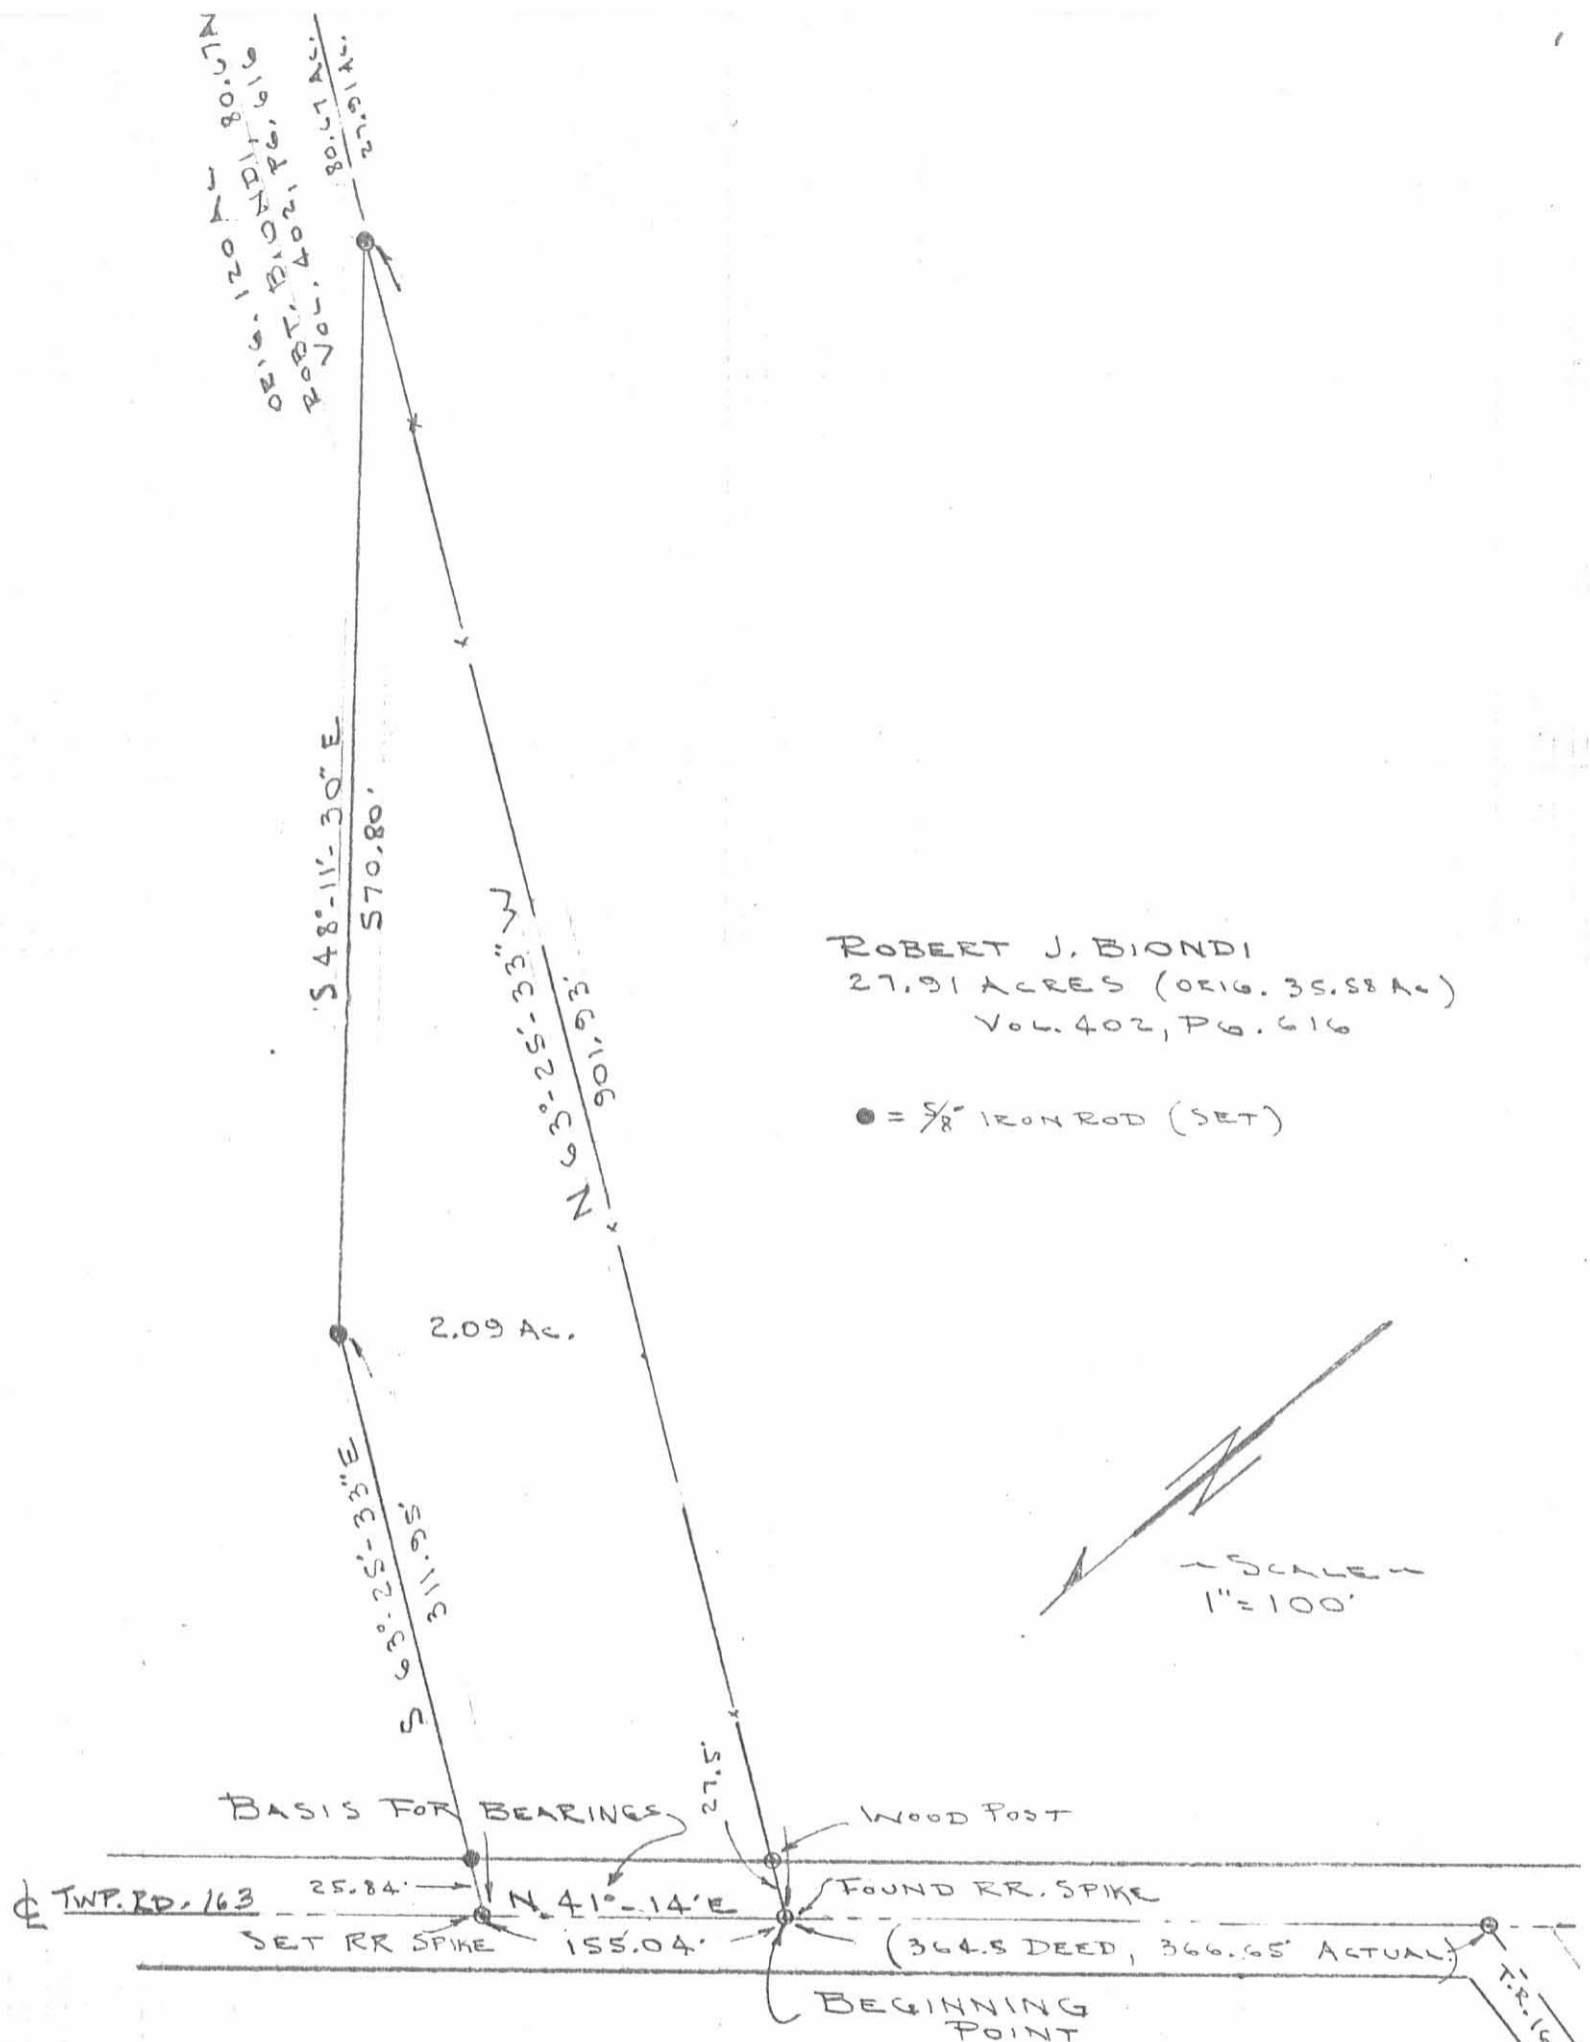 ORIG. 120 AC 80.67A
ROBT. BIONDI,
VOL. 402, PG. 616
80.67 AC.
27.91 AC.
S 48°-11'-30" E
570.80'
N 63°-25'-33" W
901.93'
ROBERT J. BIONDI
27.91 ACRES (ORIG. 35.58 AC)
VOL. 402, PG. 616
● = 5/8" IRON ROD (SET)
2.09 AC.
S 63°-25'-33" E
311.95'
N
~ SCALE ~
1" = 100'
27.5'
BASIS FOR BEARINGS
WOOD POST
℄ TWP. RD. 163
25.84'
N 41°-14' E
FOUND RR. SPIKE
SET RR SPIKE
155.04'
(364.5 DEED, 366.65' ACTUAL)
T.R. 16
BEGINNING
POINT